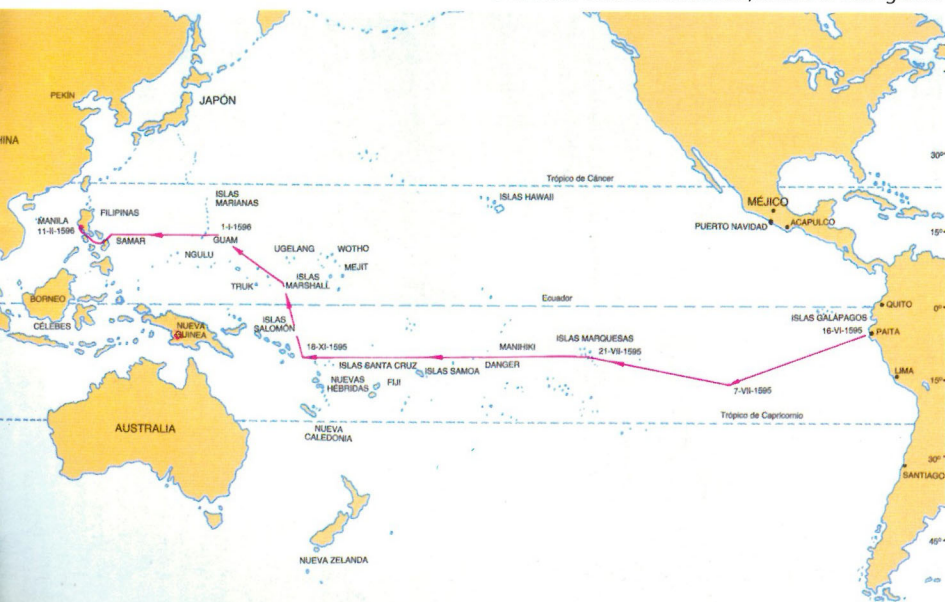 PEKÍN
JAPÓN
HINA
30°
Trópico de Cáncer
ISLAS HAWAII
ISLAS
MARIANAS
MÉJICO
PUERTO NAVIDAD
ACAPULCO
15°
MANILA
11-II-1596
FILIPINAS
SAMAR
1-I-1596
GUAM
NGULU
UGELANG
WOTHO
MEJIT
TRUK
ISLAS
MARSHALL
BORNEO
CÉLEBES
NUEVA
GUINEA
ISLAS
SALOMÓN
Ecuador
QUITO
0°
ISLAS GALÁPAGOS
16-VI-1595
PAITA
18-XI-1595
MANIHIKI
ISLAS MARQUESAS
21-VII-1595
ISLAS SANTA CRUZ
DANGER
ISLAS SAMOA
LIMA
15°
NUEVAS
HÉBRIDAS
FIJI
7-VII-1595
Trópico de Capricornio
AUSTRALIA
NUEVA
CALEDONIA
30°
SANTIAGO
45°
NUEVA ZELANDA